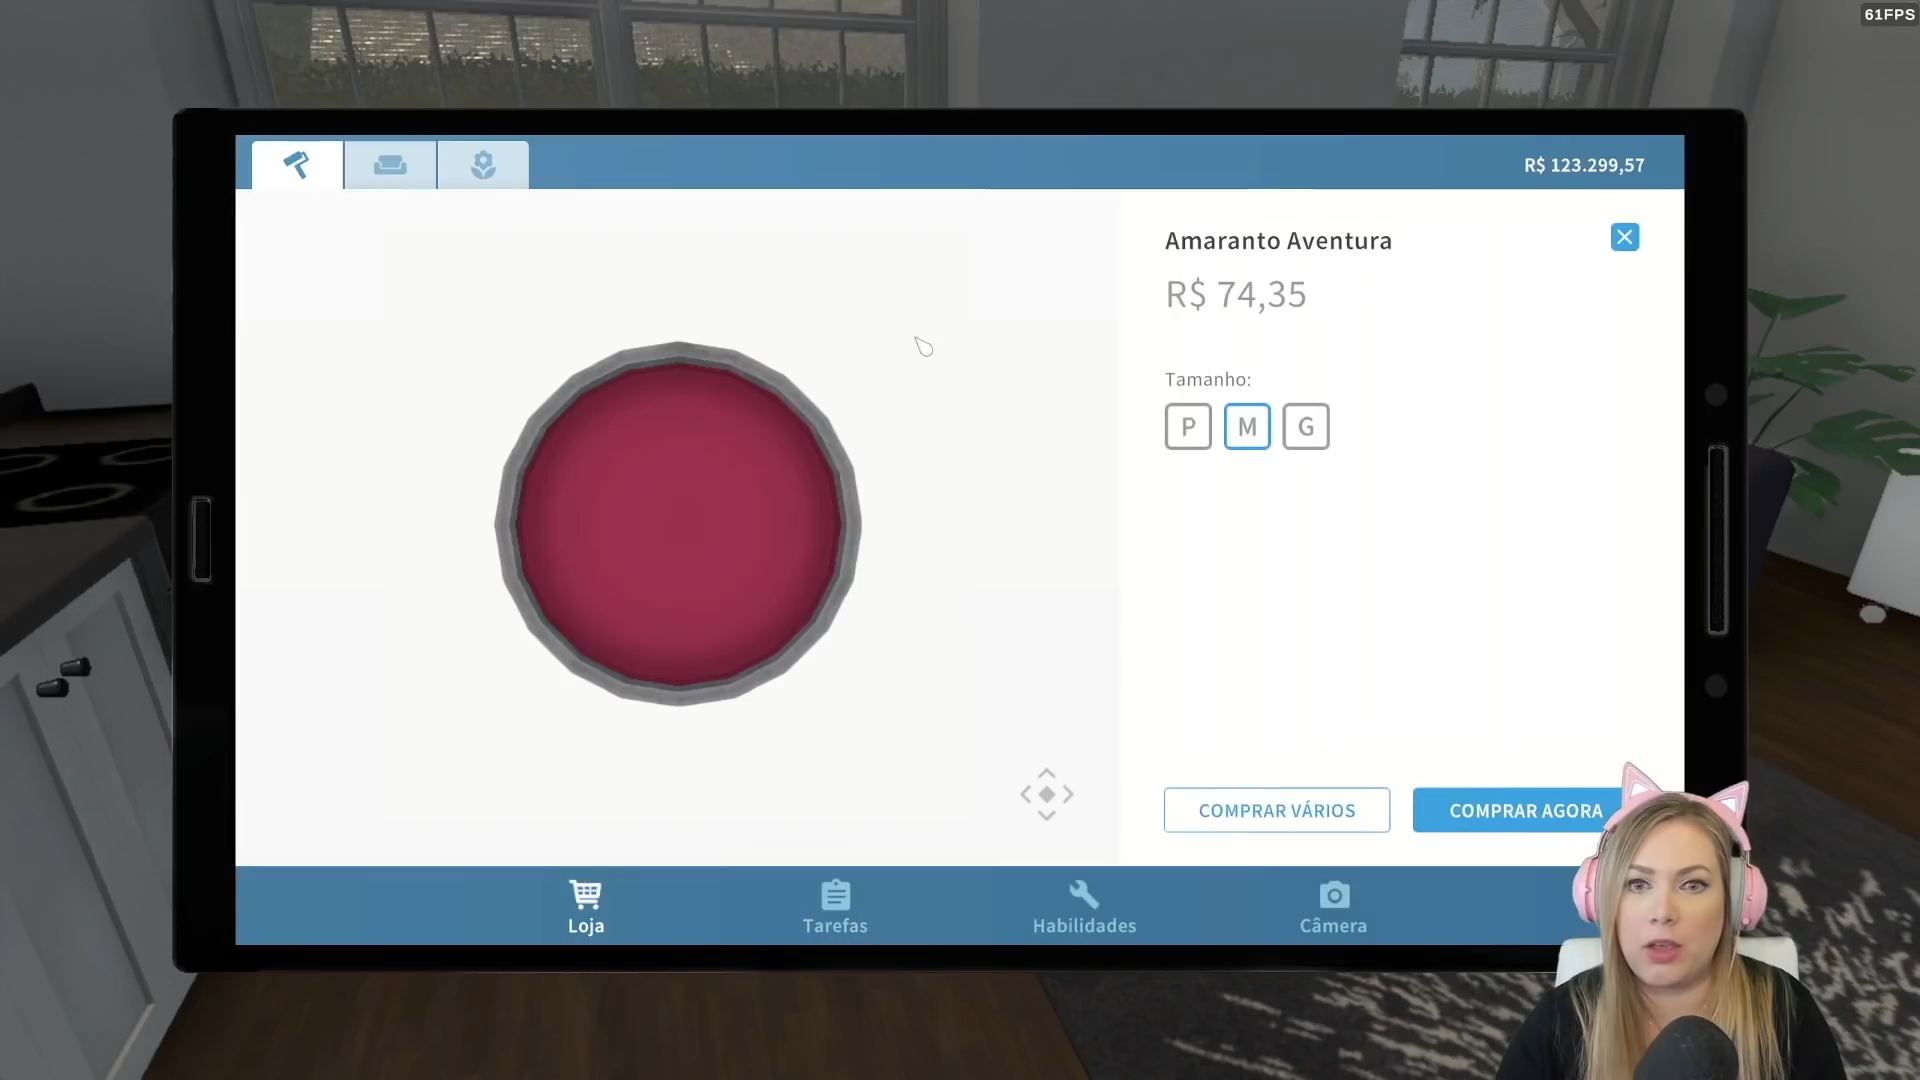 61FPS
R$ 123.299,57
Amaranto Aventura
R$ 74,35
Tamanho:
P M G
COMPRAR VÁRIOS
COMPRAR AGORA
Loja
Tarefas
Habilidades
Câmera